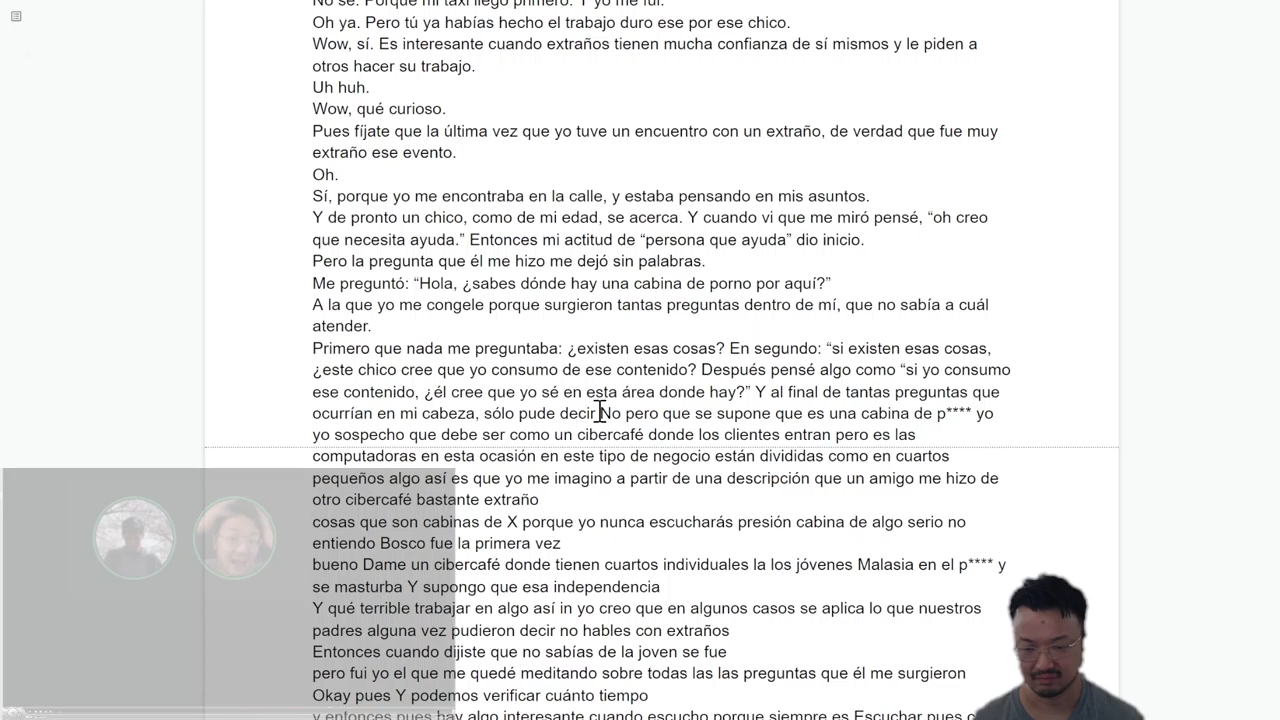 No sé. Porque mi taxi llegó primero. Y yo me fui.
Oh ya. Pero tú ya habías hecho el trabajo duro ese por ese chico.
Wow, sí. Es interesante cuando extraños tienen mucha confianza de sí mismos y le piden a
otros hacer su trabajo.
Uh huh.
Wow, qué curioso.
Pues fíjate que la última vez que yo tuve un encuentro con un extraño, de verdad que fue muy
extraño ese evento.
Oh.
Sí, porque yo me encontraba en la calle, y estaba pensando en mis asuntos.
Y de pronto un chico, como de mi edad, se acerca. Y cuando vi que me miró pensé, “oh creo
que necesita ayuda.” Entonces mi actitud de “persona que ayuda” dio inicio.
Pero la pregunta que él me hizo me dejó sin palabras.
Me preguntó: “Hola, ¿sabes dónde hay una cabina de porno por aquí?”
A la que yo me congele porque surgieron tantas preguntas dentro de mí, que no sabía a cuál
atender.
Primero que nada me preguntaba: ¿existen esas cosas? En segundo: “si existen esas cosas,
¿este chico cree que yo consumo de ese contenido? Después pensé algo como “si yo consumo
ese contenido, ¿él cree que yo sé en esta área donde hay?” Y al final de tantas preguntas que
ocurrían en mi cabeza, sólo pude decir No pero que se supone que es una cabina de p**** yo
yo sospecho que debe ser como un cibercafé donde los clientes entran pero es las
computadoras en esta ocasión en este tipo de negocio están divididas como en cuartos
pequeños algo así es que yo me imagino a partir de una descripción que un amigo me hizo de
otro cibercafé bastante extraño
cosas que son cabinas de X porque yo nunca escucharás presión cabina de algo serio no
entiendo Bosco fue la primera vez
bueno Dame un cibercafé donde tienen cuartos individuales la los jóvenes Malasia en el p**** y
se masturba Y supongo que esa independencia
Y qué terrible trabajar en algo así in yo creo que en algunos casos se aplica lo que nuestros
padres alguna vez pudieron decir no hables con extraños
Entonces cuando dijiste que no sabías de la joven se fue
pero fui yo el que me quedé meditando sobre todas las las preguntas que él me surgieron
Okay pues Y podemos verificar cuánto tiempo
y entonces pues hay algo interesante cuando escucho porque siempre es Escuchar pues